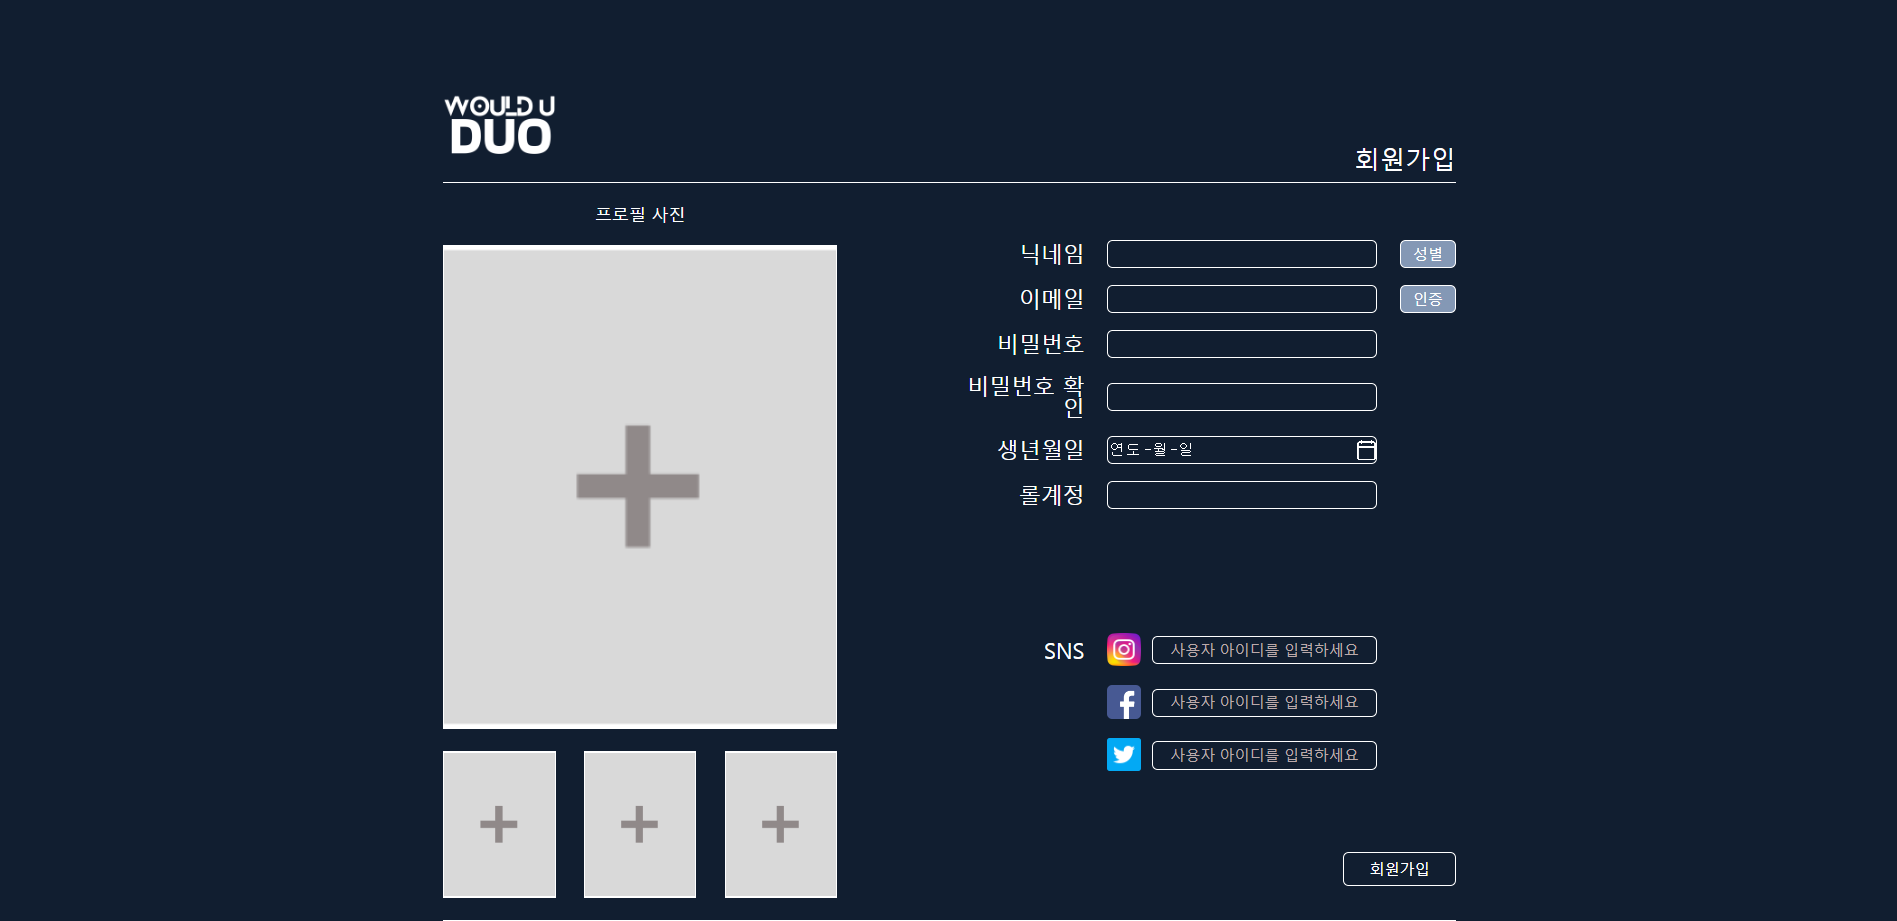 WOULD U
DUO
회원가입
프로필 사진
닉네임
성별
이메일
인증
비밀번호
비밀번호 확
인
생년월일
연도-월-일
롤계정
SNS
사용자 아이디를 입력하세요
사용자 아이디를 입력하세요
사용자 아이디를 입력하세요
회원가입